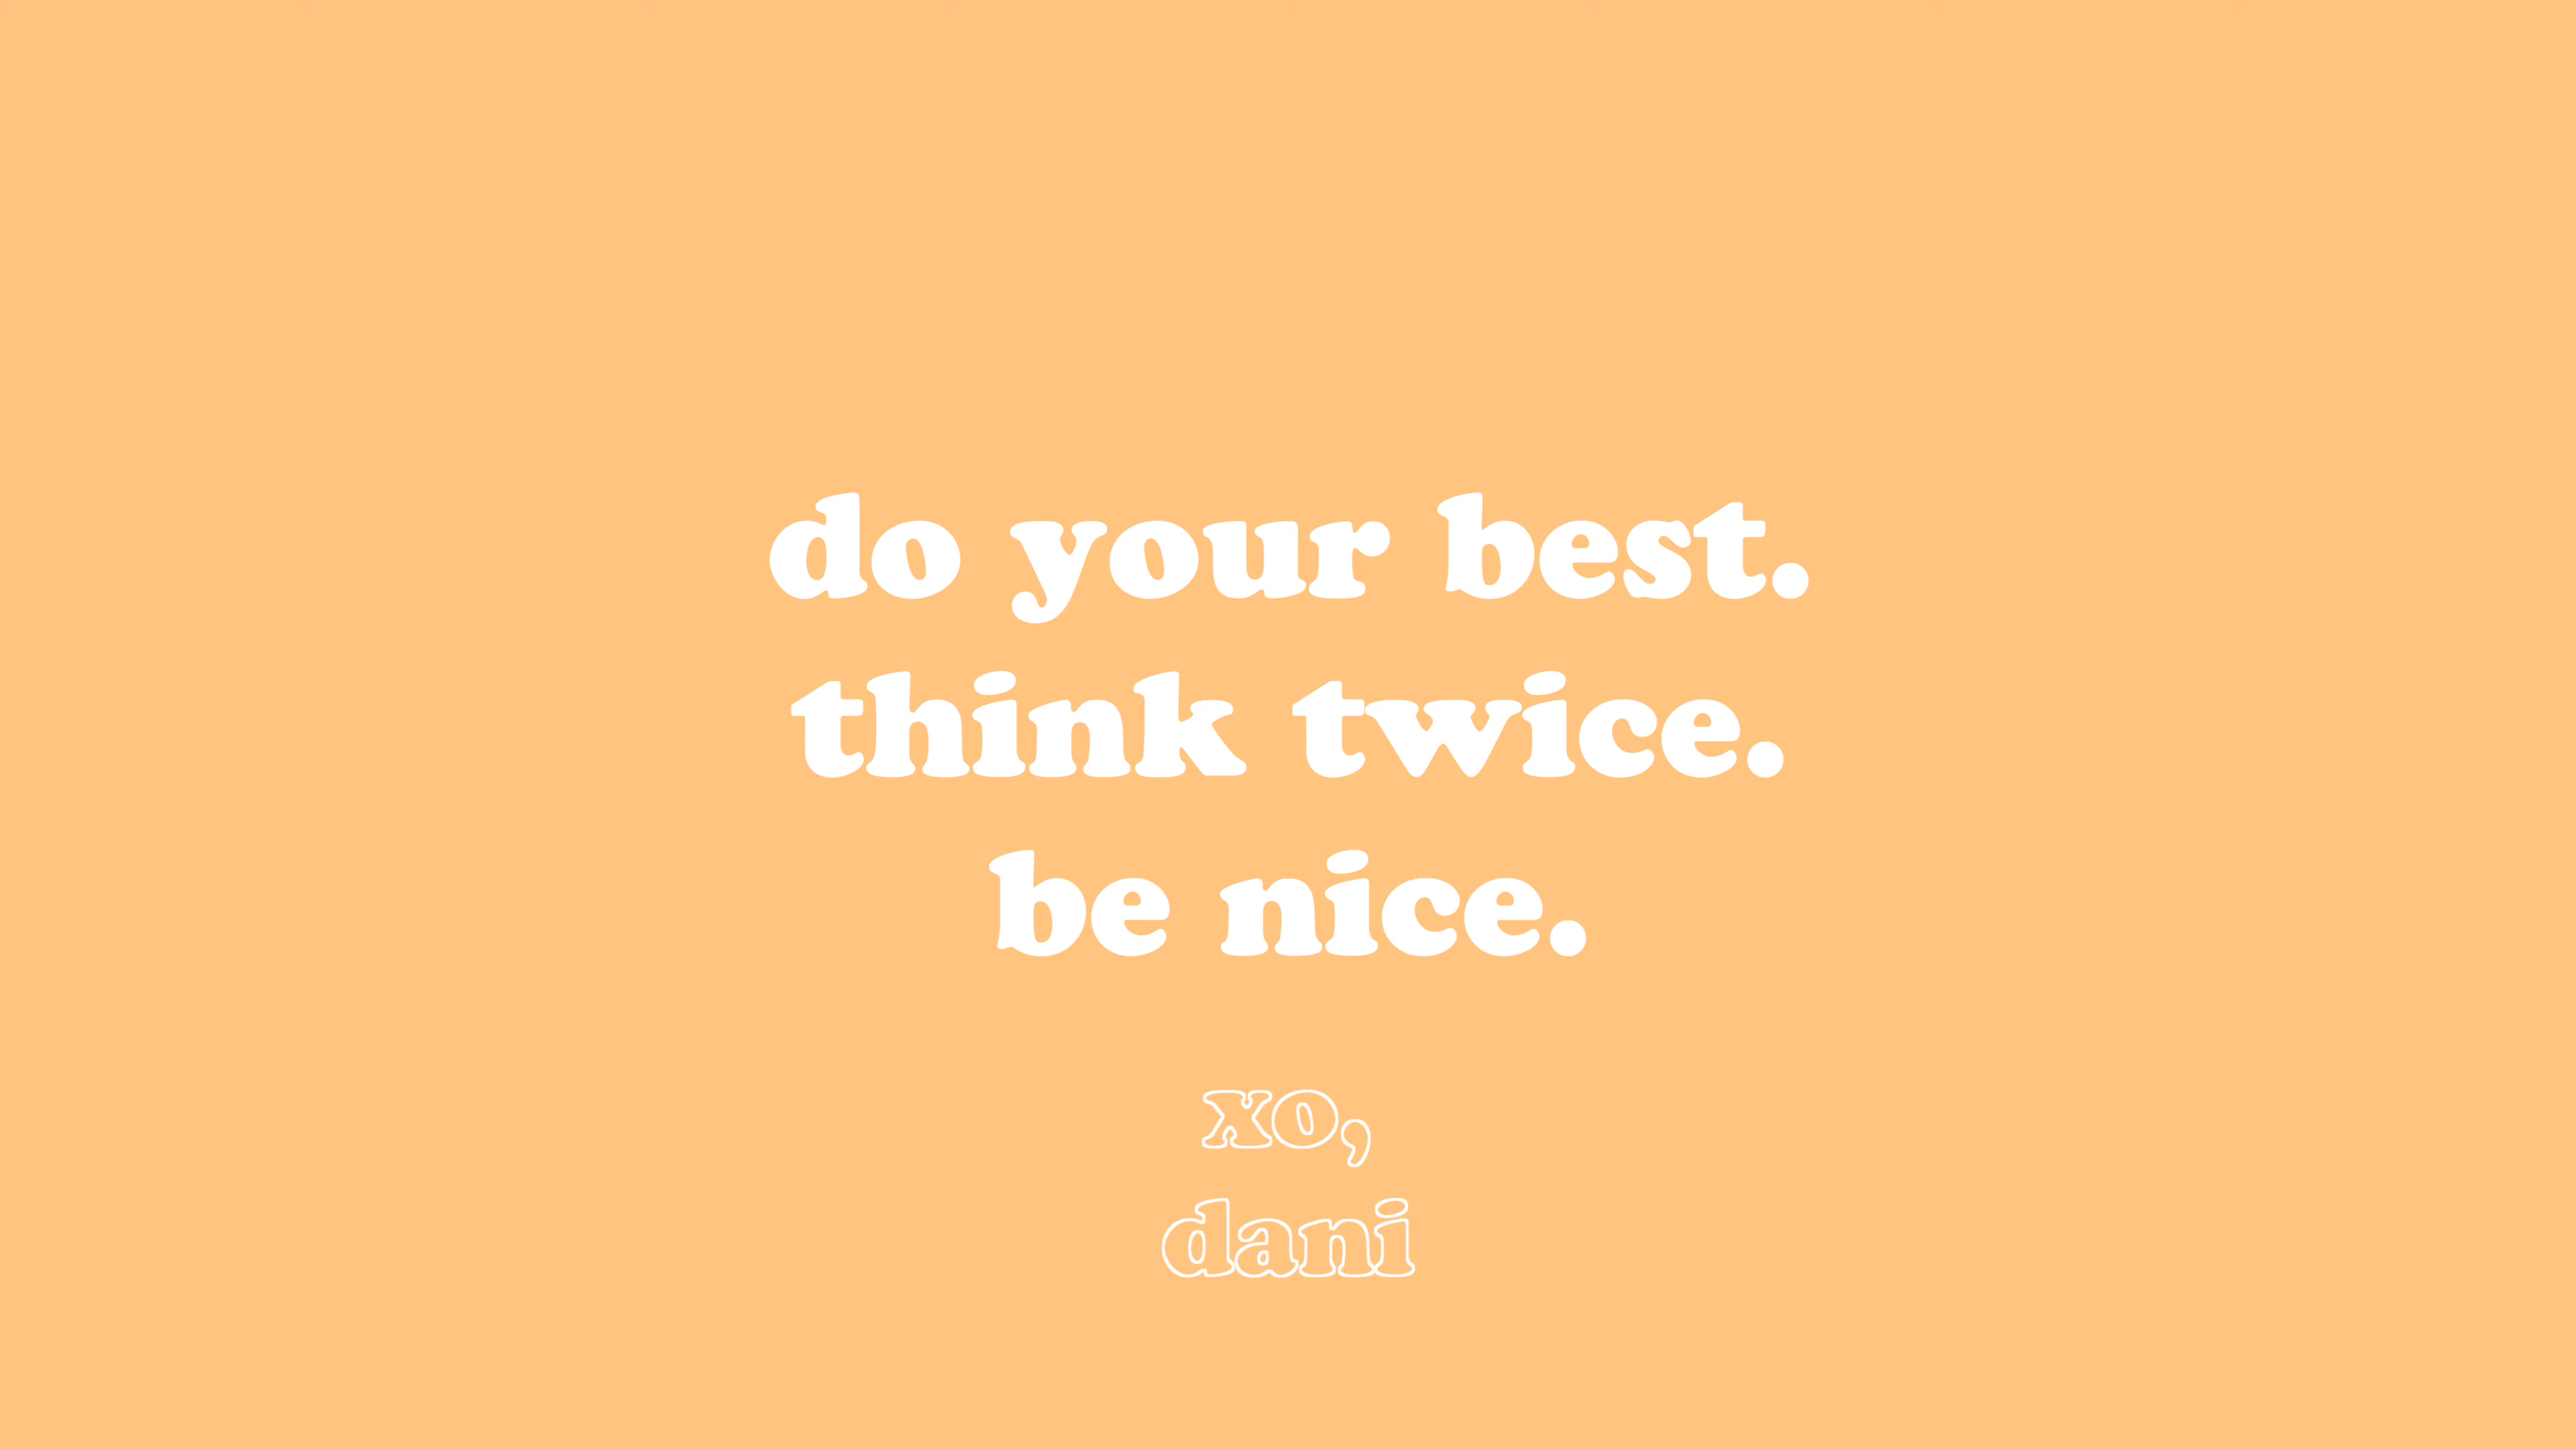 do your best.
think twice.
be nice.
xo,
dani